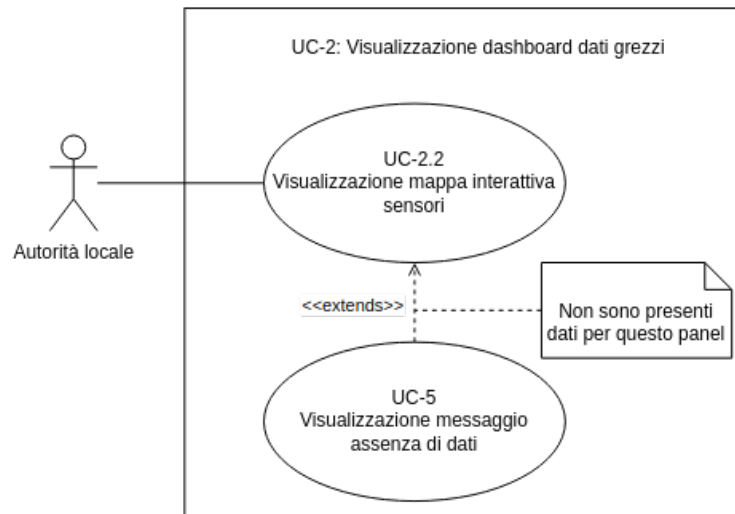 UC-2: Visualizzazione dashboard dati grezzi
UC-2.2
Visualizzazione mappa interattiva
sensori
Autorità locale
<<extends>>
Non sono presenti
dati per questo panel
UC-5
Visualizzazione messaggio
assenza di dati